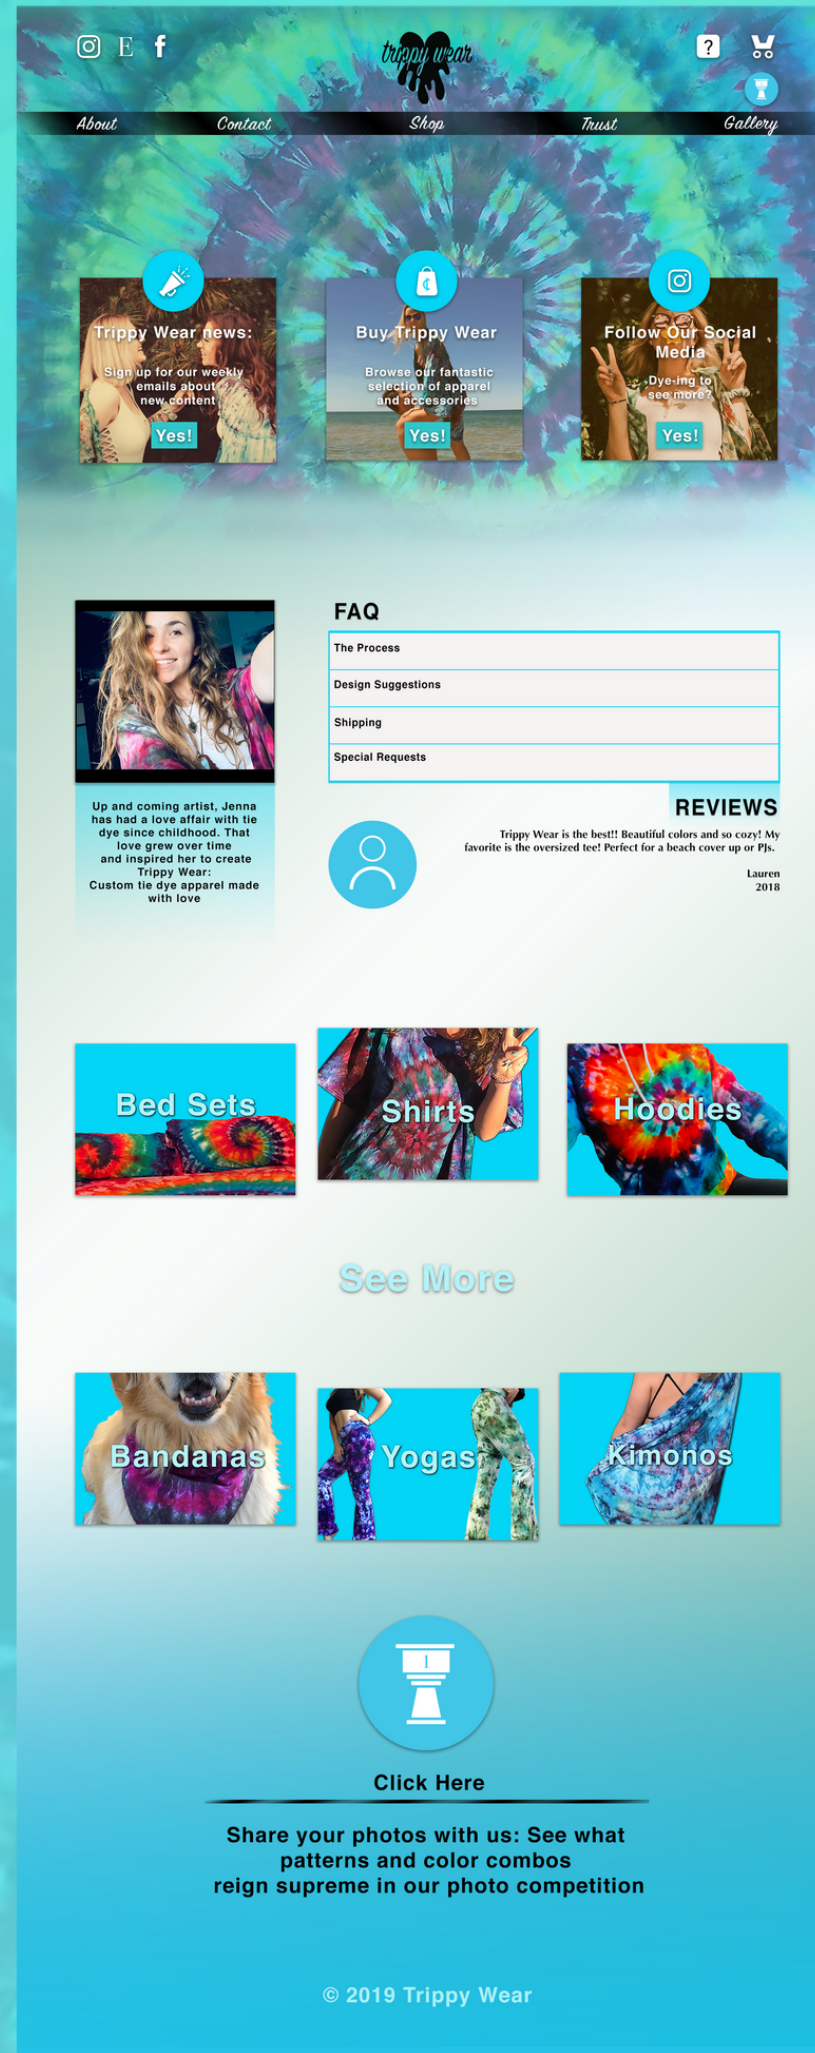 E
f
trippy wear
?
About
Contact
Shop
Trust
Gallery
Trippy Wear news:
Sign up for our weekly
emails about
new content
Yes!
¢
Buy Trippy Wear
Browse our fantastic
selection of apparel
and accessories
Yes!
Follow Our Social
Media
Dye-ing to
see more?
Yes!
Up and coming artist, Jenna
has had a love affair with tie
dye since childhood. That
love grew over time
and inspired her to create
Trippy Wear:
Custom tie dye apparel made
with love
FAQ
The Process
Design Suggestions
Shipping
Special Requests
REVIEWS
Trippy Wear is the best!! Beautiful colors and so cozy! My
favorite is the oversized tee! Perfect for a beach cover up or PJs.
Lauren
2018
Bed Sets
Shirts
Hoodies
See More
Bandanas
Yogas
Kimonos
1
Click Here
Share your photos with us: See what
patterns and color combos
reign supreme in our photo competition
© 2019 Trippy Wear